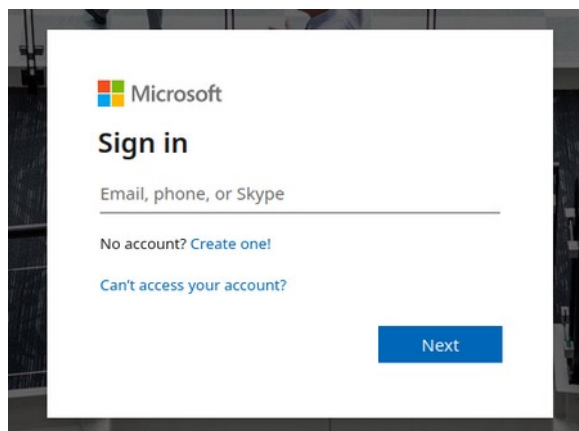 Microsoft
Sign in
Email, phone, or Skype
No account? Create one!
Can't access your account?
Next